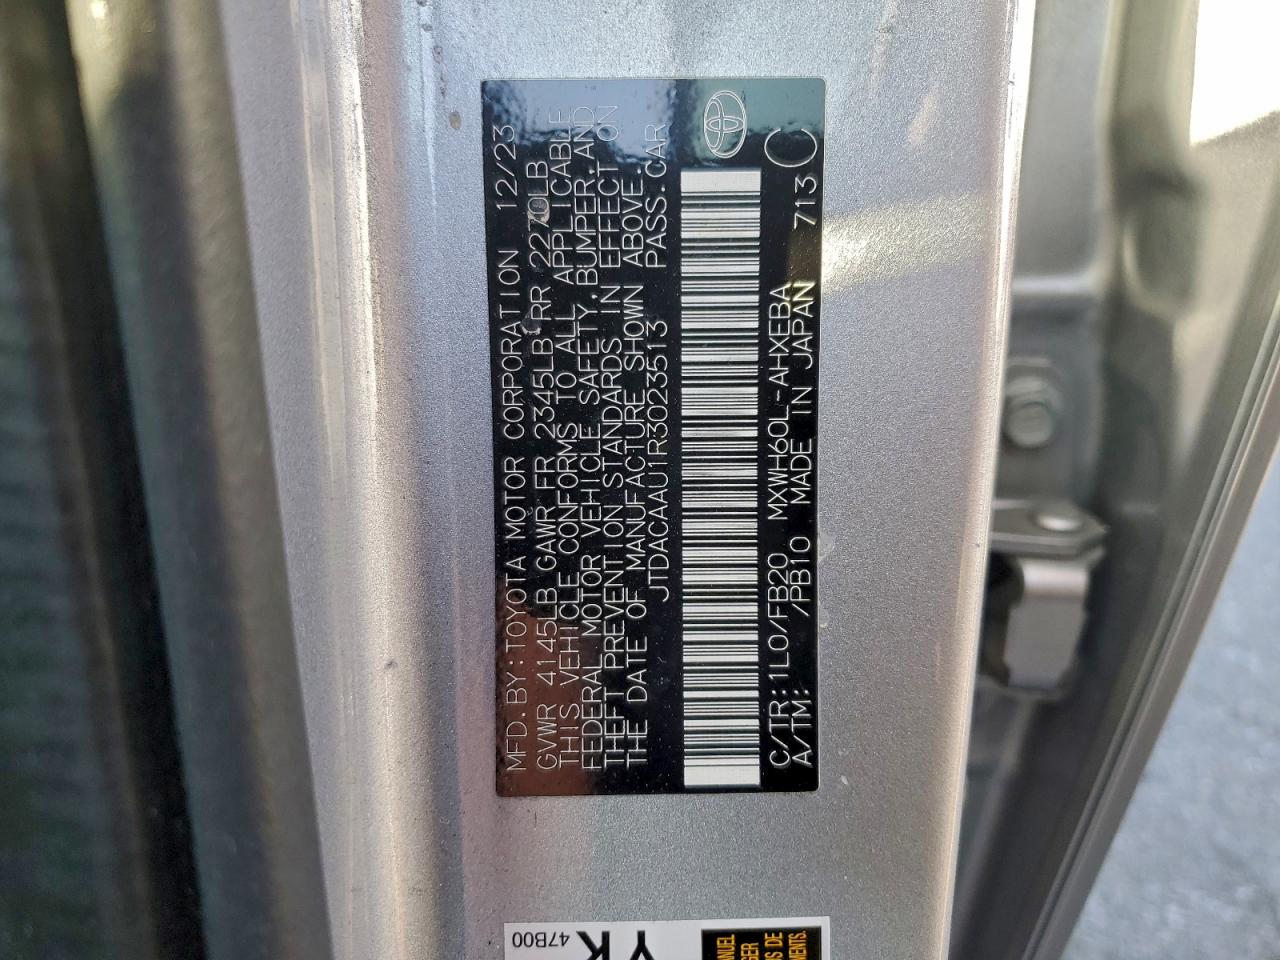 MFD.BY:TOYOTA MOTOR CORPORATION 12/23
GVWR 4145LB GAWR FR 2345LB RR 2270LB
THIS VEHICLE CONFORMS TO ALL APPLICABLE
FEDERAL MOTOR VEHICLE SAFETY,BUMPER,AND
THEFT PREVENTION STANDARDS IN EFFECT ON
THE DATE OF MANUFACTURE SHOWN ABOVE.
JTDACAAU1R3023513 PASS.CAR
C/TR:1L0/FB20 MXWH60L-AHXEBA
A/TM: /PB10 MADE IN JAPAN 713
C
47B00
YK